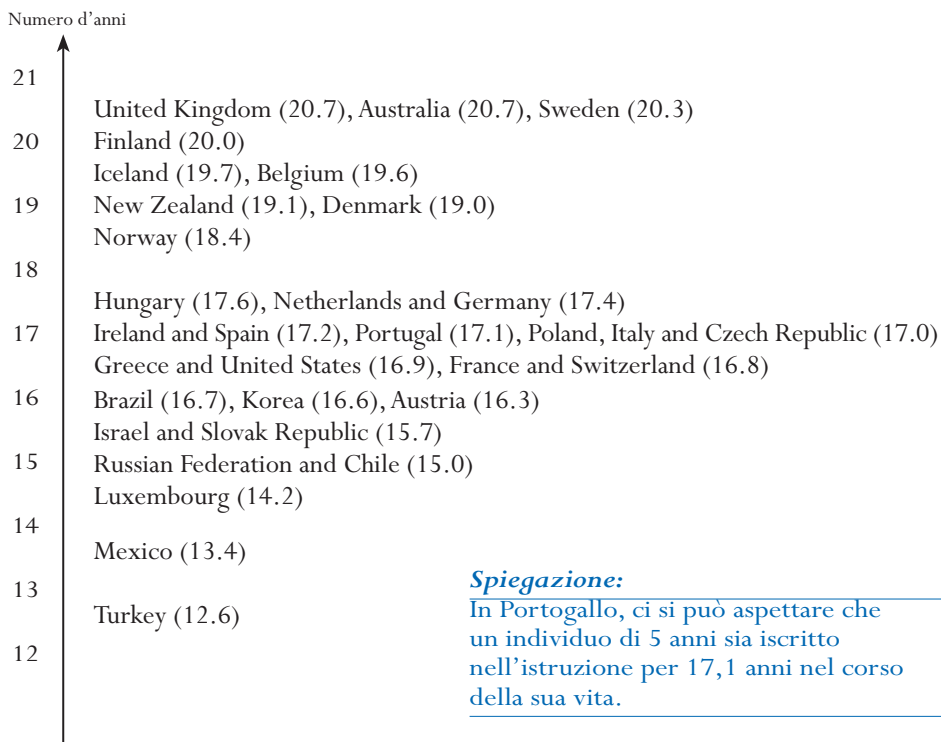 Numero d'anni
21
United Kingdom (20.7), Australia (20.7), Sweden (20.3)
20
Finland (20.0)
Iceland (19.7), Belgium (19.6)
19
New Zealand (19.1), Denmark (19.0)
Norway (18.4)
18
Hungary (17.6), Netherlands and Germany (17.4)
17
Ireland and Spain (17.2), Portugal (17.1), Poland, Italy and Czech Republic (17.0)
Greece and United States (16.9), France and Switzerland (16.8)
16
Brazil (16.7), Korea (16.6), Austria (16.3)
Israel and Slovak Republic (15.7)
15
Russian Federation and Chile (15.0)
Luxembourg (14.2)
14
Mexico (13.4)
13
Turkey (12.6)
12
Spiegazione:
In Portogallo, ci si può aspettare che
un individuo di 5 anni sia iscritto
nell'istruzione per 17,1 anni nel corso
della sua vita.